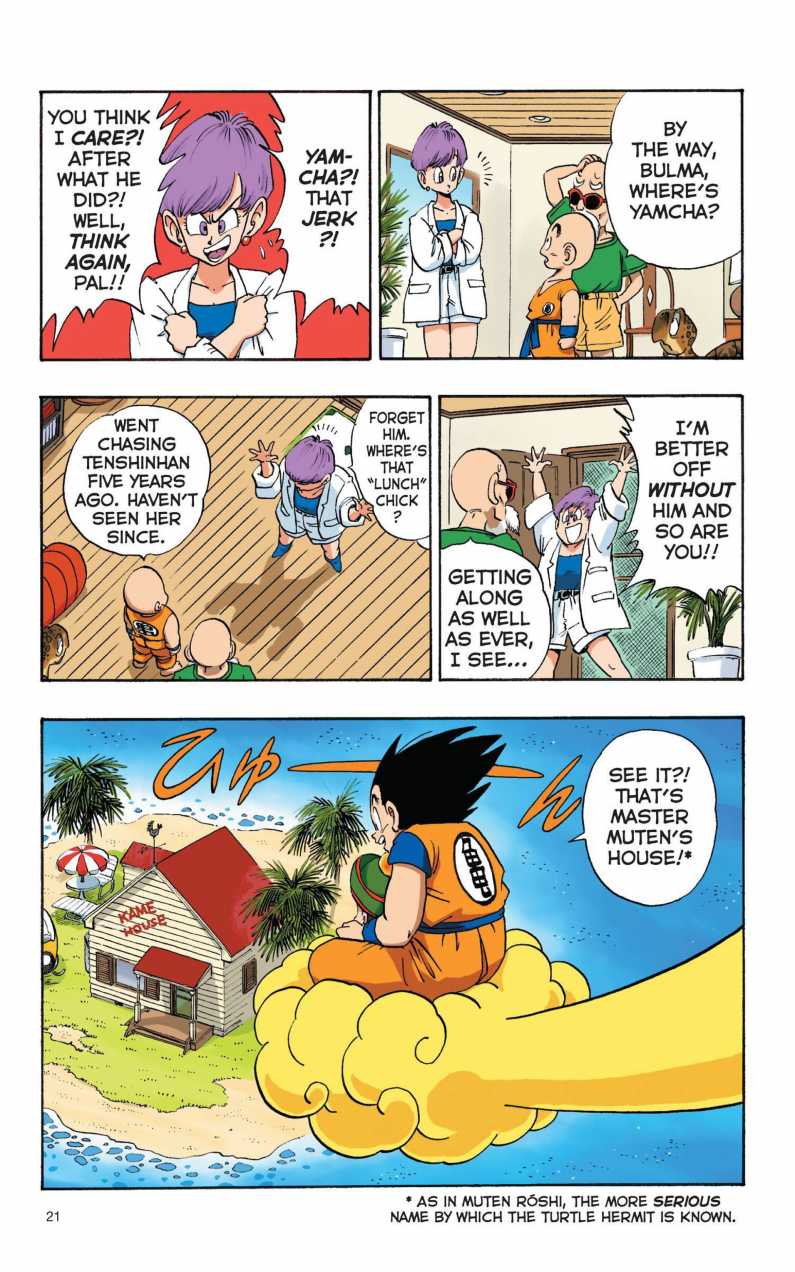 BY
THE WAY,
BULMA,
WHERE'S
YAMCHA?
YAM-
CHA?!
THAT
JERK
?!
YOU THINK
I CARE?!
AFTER
WHAT HE
DID?!
WELL,
THINK
AGAIN,
PAL!!
I'M
BETTER
OFF
WITHOUT
HIM AND
SO ARE
YOU!!
GETTING
ALONG
AS WELL
AS EVER,
I SEE...
FORGET
HIM.
WHERE'S
THAT
"LUNCH"
CHICK
?
WENT
CHASING
TENSHINHAN
FIVE YEARS
AGO. HAVEN'T
SEEN HER
SINCE.
SEE IT?!
THAT'S
MASTER
MUTEN'S
HOUSE!*
ひゅーん
KAME
HOUSE
* AS IN MUTEN RÔSHI, THE MORE SERIOUS
NAME BY WHICH THE TURTLE HERMIT IS KNOWN.
21